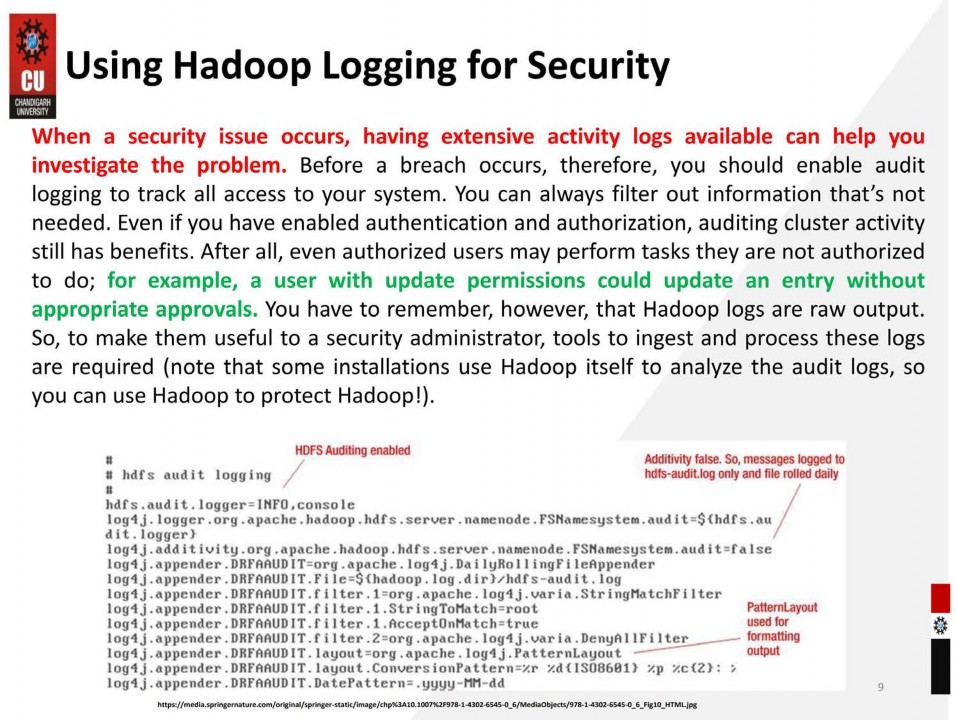 CU
CHANDIGARH
UNIVERSITY
Using Hadoop Logging for Security
When a security issue occurs, having extensive activity logs available can help you
investigate the problem. Before a breach occurs, therefore, you should enable audit
logging to track all access to your system. You can always filter out information that’s not
needed. Even if you have enabled authentication and authorization, auditing cluster activity
still has benefits. After all, even authorized users may perform tasks they are not authorized
to do; for example, a user with update permissions could update an entry without
appropriate approvals. You have to remember, however, that Hadoop logs are raw output.
So, to make them useful to a security administrator, tools to ingest and process these logs
are required (note that some installations use Hadoop itself to analyze the audit logs, so
you can use Hadoop to protect Hadoop!).
HDFS Auditing enabled
Additivity false. So, messages logged to
hdfs-audit.log only and file rolled daily
#
# hdfs audit logging
#
hdfs.audit.logger=INFO,console
log4j.logger.org.apache.hadoop.hdfs.server.namenode.FSNamesystem.audit=${hdfs.au
dit.logger}
log4j.additivity.org.apache.hadoop.hdfs.server.namenode.FSNamesystem.audit=false
log4j.appender.DRFAAUDIT=org.apache.log4j.DailyRollingFileAppender
log4j.appender.DRFAAUDIT.File=${hadoop.log.dir}/hdfs-audit.log
log4j.appender.DRFAAUDIT.filter.1=org.apache.log4j.varia.StringMatchFilter
log4j.appender.DRFAAUDIT.filter.1.StringToMatch=root
log4j.appender.DRFAAUDIT.filter.1.AcceptOnMatch=true
log4j.appender.DRFAAUDIT.filter.2=org.apache.log4j.varia.DenyAllFilter
log4j.appender.DRFAAUDIT.layout=org.apache.log4j.PatternLayout
log4j.appender.DRFAAUDIT.layout.ConversionPattern=%r %d{ISO8601} %p %c{2}: >
log4j.appender.DRFAAUDIT.DatePattern=.yyyy-MM-dd
PatternLayout
used for
formatting
output
9
https://media.springernature.com/original/springer-static/image/chp%3A10.1007%2F978-1-4302-6545-0_6/MediaObjects/978-1-4302-6545-0_6_Fig10_HTML.jpg